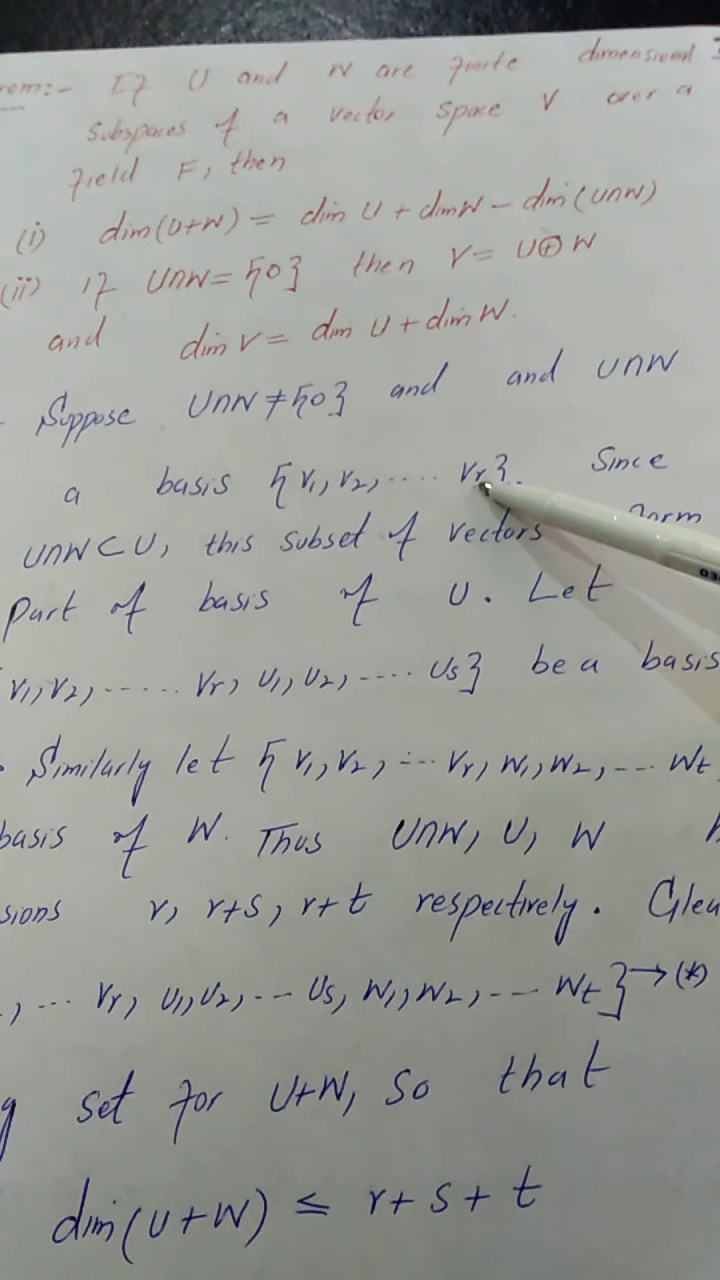 rem:- If U and W are finite dimensional
Subspaces of a vector space V over a
field F, then
(i) dim(U+W) = dim U + dim W - dim(U∩W)
(ii) if U∩W = {0} then V = U⊕W
and dim V = dim U + dim W.
Suppose U∩W ≠ {0} and and U∩W
a basis {v₁, v₂, .... vᵣ}. Since
U∩W ⊂ U, this subset of vectors form
Part of basis of U. Let
v₁, v₂, ...... vᵣ, u₁, u₂, .... uₛ} be a basis
. Similarly let {v₁, v₂, ... vᵣ, w₁, w₂, ... wₜ
basis of W. Thus U∩W, U, W
sions r, r+s, r+t respectively. Clea
, ... vᵣ, u₁, u₂, --- uₛ, w₁, w₂, --- wₜ} → (*)
g set for U+W, so that
dim(U+W) ≤ r+s+t